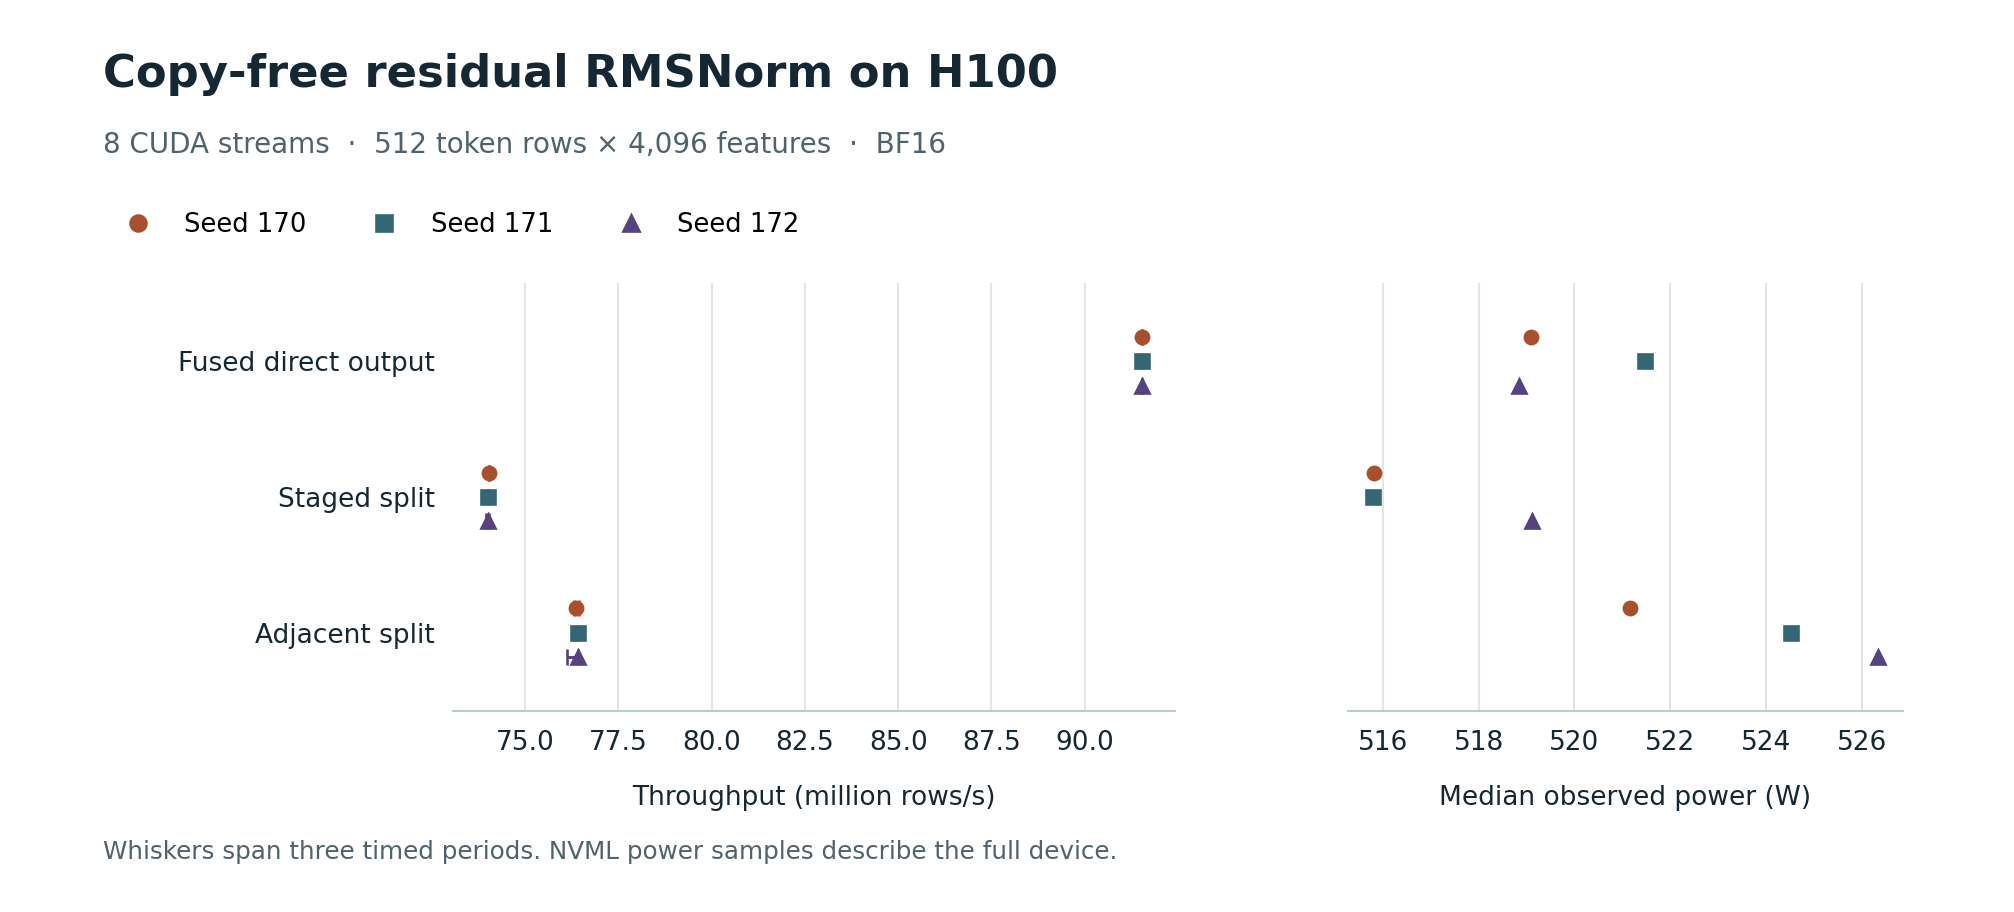 Copy-free residual RMSNorm on H100
8 CUDA streams · 512 token rows × 4,096 features · BF16
Seed 170 Seed 171 Seed 172
Fused direct output
Staged split
Adjacent split
75.0 77.5 80.0 82.5 85.0 87.5 90.0
Throughput (million rows/s)
516 518 520 522 524 526
Median observed power (W)
Whiskers span three timed periods. NVML power samples describe the full device.